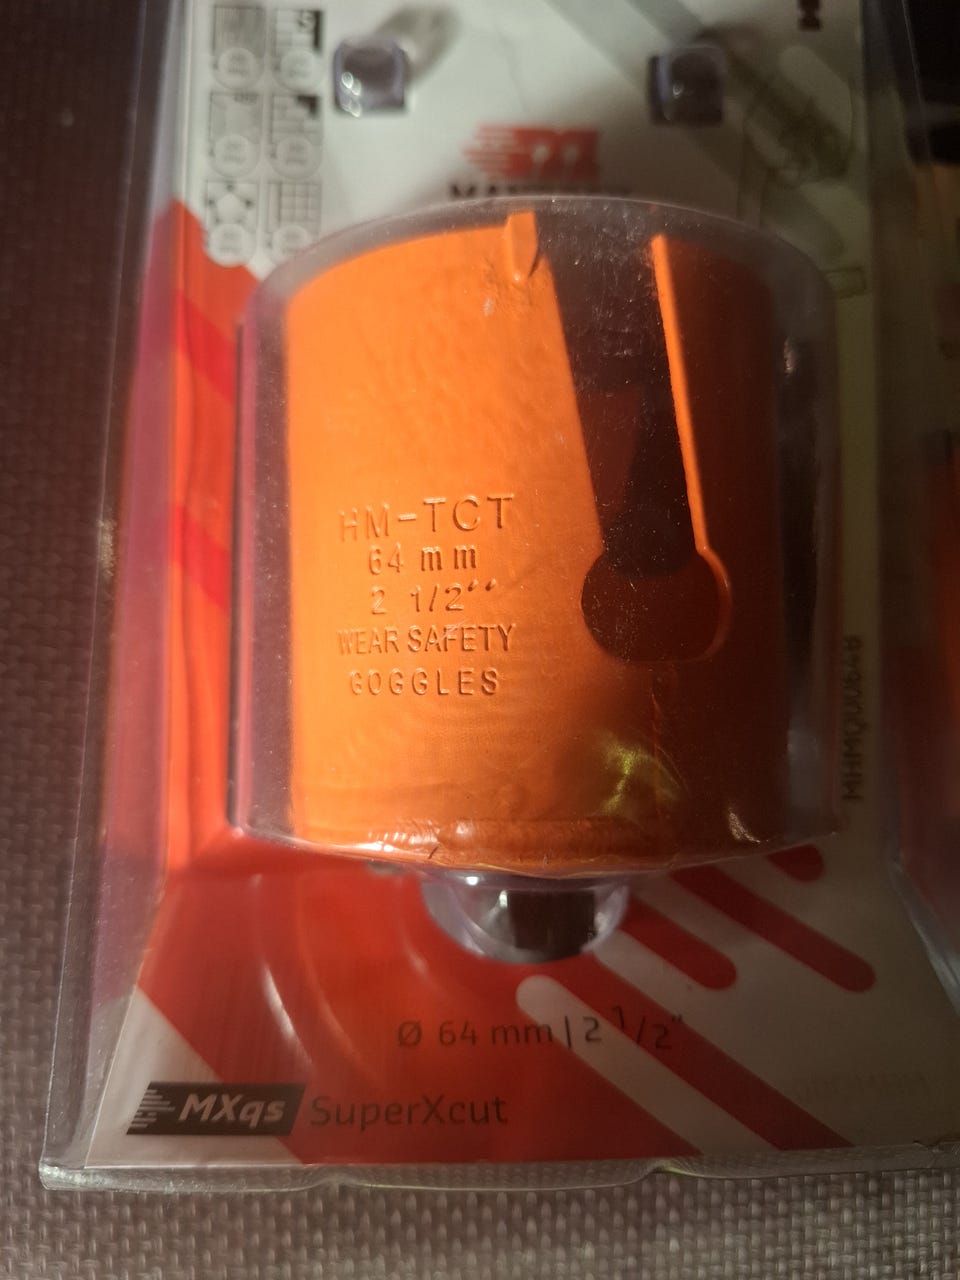 HM-TCT
64 mm
2 1/2''
WEAR SAFETY
GOGGLES
Ø 64 mm | 2 1/2"
MXqs SuperXcut